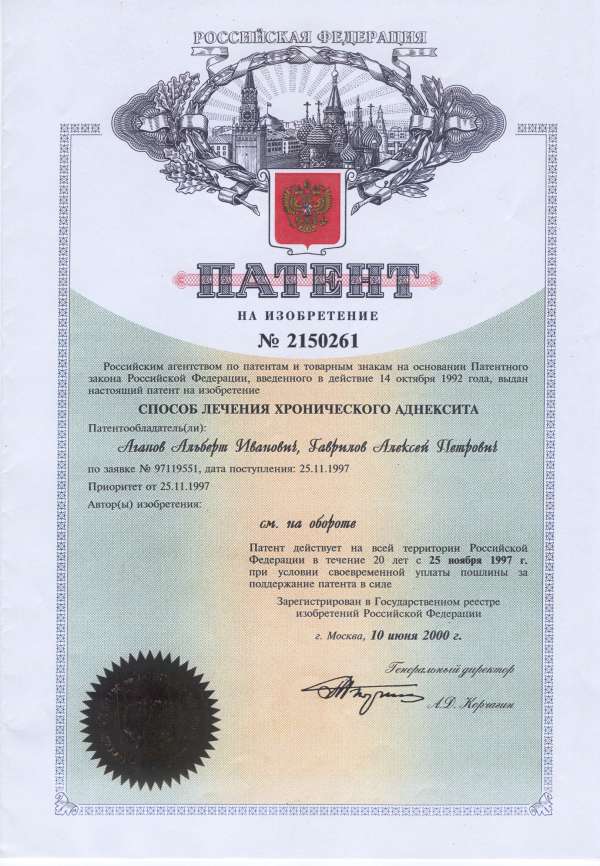 РОССИЙСКАЯ ФЕДЕРАЦИЯ
ПАТЕНТ
НА ИЗОБРЕТЕНИЕ
№ 2150261
Российским агентством по патентам и товарным знакам на основании Патентного
закона Российской Федерации, введенного в действие 14 октября 1992 года, выдан
настоящий патент на изобретение
СПОСОБ ЛЕЧЕНИЯ ХРОНИЧЕСКОГО АДНЕКСИТА
Патентообладатель(ли):
Агапов Альберт Иванович, Гаврилов Алексей Петрович
по заявке № 97119551, дата поступления: 25.11.1997
Приоритет от 25.11.1997
Автор(ы) изобретения:
см. на обороте
Патент действует на всей территории Российской
Федерации в течение 20 лет с 25 ноября 1997 г.
при условии своевременной уплаты пошлины за
поддержание патента в силе
Зарегистрирован в Государственном реестре
изобретений Российской Федерации
г. Москва, 10 июня 2000 г.
Генеральный директор
А.Д. Корчагин